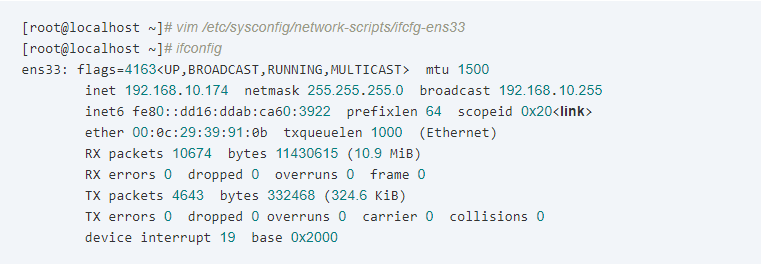 [root@localhost ~]# vim /etc/sysconfig/network-scripts/ifcfg-ens33
[root@localhost ~]# ifconfig
ens33: flags=4163<UP,BROADCAST,RUNNING,MULTICAST>  mtu 1500
        inet 192.168.10.174  netmask 255.255.255.0  broadcast 192.168.10.255
        inet6 fe80::dd16:ddab:ca60:3922  prefixlen 64  scopeid 0x20<link>
        ether 00:0c:29:39:91:0b  txqueuelen 1000  (Ethernet)
        RX packets 10674  bytes 11430615 (10.9 MiB)
        RX errors 0  dropped 0  overruns 0  frame 0
        TX packets 4643  bytes 332468 (324.6 KiB)
        TX errors 0  dropped 0 overruns 0  carrier 0  collisions 0
        device interrupt 19  base 0x2000